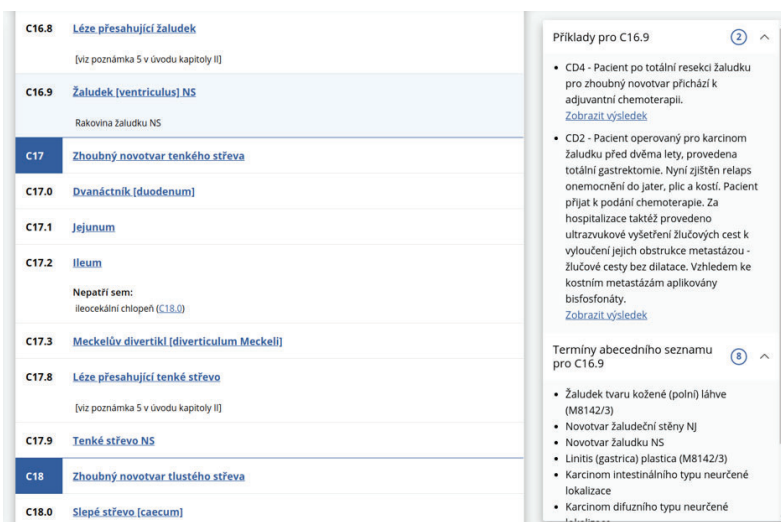 C16.8 Léze přesahující žaludek
[viz poznámka 5 v úvodu kapitoly II]
C16.9 Žaludek [ventriculus] NS
Rakovina žaludku NS
C17 Zhoubný novotvar tenkého střeva
C17.0 Dvanáctník [duodenum]
C17.1 Jejunum
C17.2 Ileum
Nepatří sem:
ileocekální chlopeň (C18.0)
C17.3 Meckelův divertikl [diverticulum Meckeli]
C17.8 Léze přesahující tenké střevo
[viz poznámka 5 v úvodu kapitoly II]
C17.9 Tenké střevo NS
C18 Zhoubný novotvar tlustého střeva
C18.0 Slepé střevo [caecum]
Příklady pro C16.9 2
• CD4 - Pacient po totální resekci žaludku
pro zhoubný novotvar přichází k
adjuvantní chemoterapii.
Zobrazit výsledek
• CD2 - Pacient operovaný pro karcinom
žaludku před dvěma lety, provedena
totální gastrektomie. Nyní zjištěn relaps
onemocnění do jater, plic a kostí. Pacient
přijat k podání chemoterapie. Za
hospitalizace taktéž provedeno
ultrazvukové vyšetření žlučových cest k
vyloučení jejich obstrukce metastázou -
žlučové cesty bez dilatace. Vzhledem ke
kostním metastázám aplikovány
bisfosfonáty.
Zobrazit výsledek
Termíny abecedního seznamu
pro C16.9 8
• Žaludek tvaru kožené (polní) láhve
(M8142/3)
• Novotvar žaludeční stěny NJ
• Novotvar žaludku NS
• Linitis (gastrica) plastica (M8142/3)
• Karcinom intestinálního typu neurčené
lokalizace
• Karcinom difuzního typu neurčené